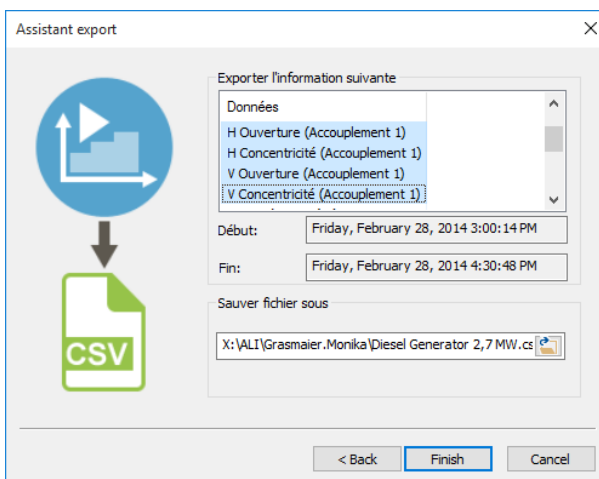 Assistant export
Exporter l'information suivante
Données
H Ouverture (Accouplement 1)
H Concentricité (Accouplement 1)
V Ouverture (Accouplement 1)
V Concentricité (Accouplement 1)
Début:
Friday, February 28, 2014 3:00:14 PM
Fin:
Friday, February 28, 2014 4:30:48 PM
Sauver fichier sous
X:\ALI\Grasmaier.Monika\Diesel Generator 2,7 MW.cs
CSV
< Back
Finish
Cancel